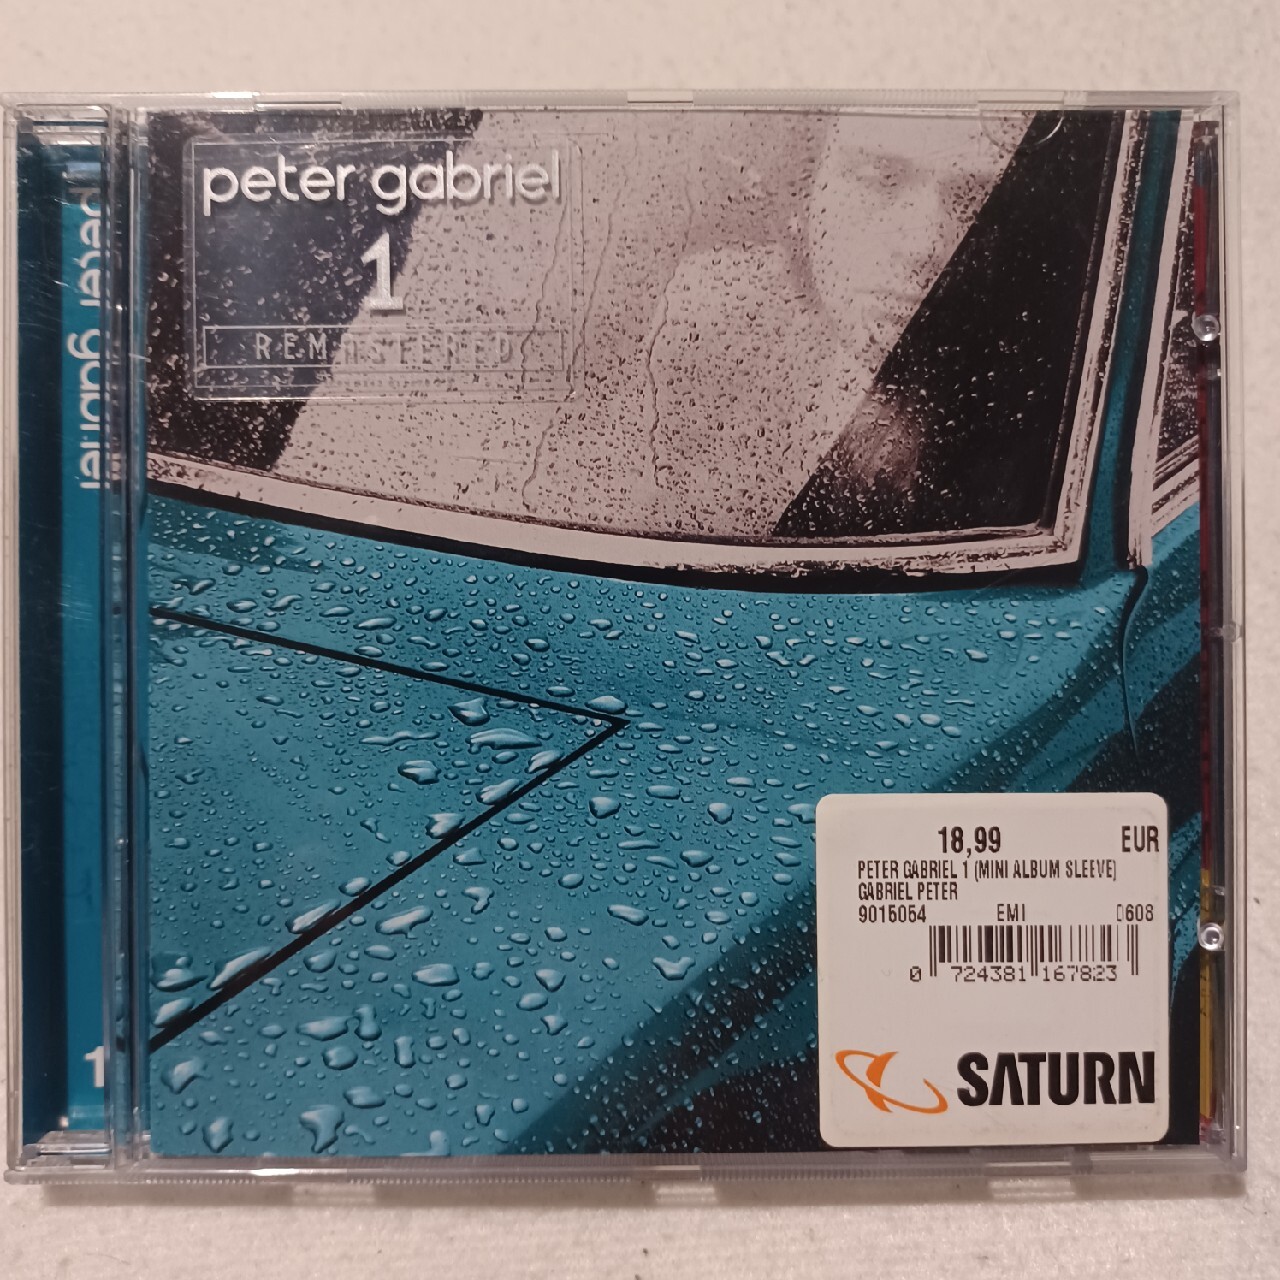 peter gabriel
1
REMASTERED
peter gabriel
1
18,99 EUR
PETER GABRIEL 1 (MINI ALBUM SLEEVE)
GABRIEL PETER
9015054 EMI 0608
0 724381 167823
SATURN